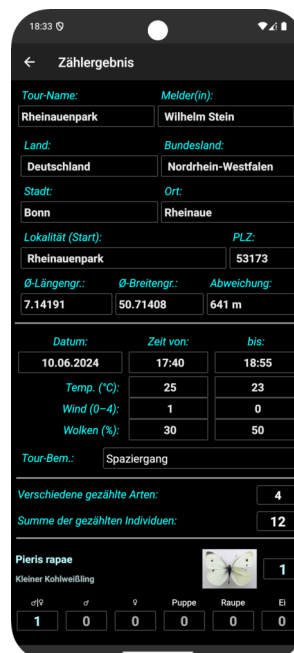 18:33
Zählergebnis
Tour-Name: Melder(in):
Rheinauenpark Wilhelm Stein
Land: Bundesland:
Deutschland Nordrhein-Westfalen
Stadt: Ort:
Bonn Rheinaue
Lokalität (Start): PLZ:
Rheinauenpark 53173
Ø-Längengr.: Ø-Breitengr.: Abweichung:
7.14191 50.71408 641 m
Datum: Zeit von: bis:
10.06.2024 17:40 18:55
Temp. (°C): 25 23
Wind (0–4): 1 0
Wolken (%): 30 50
Tour-Bem.: Spaziergang
Verschiedene gezählte Arten: 4
Summe der gezählten Individuen: 12
Pieris rapae 1
Kleiner Kohlweißling
♂|♀ ♂ ♀ Puppe Raupe Ei
1 0 0 0 0 0